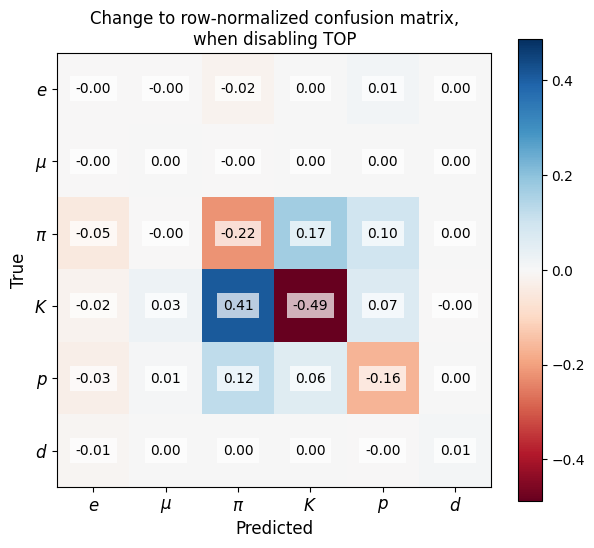 Change to row-normalized confusion matrix,
when disabling TOP
e -0.00 -0.00 -0.02 0.00 0.01 0.00
μ -0.00 0.00 -0.00 0.00 0.00 0.00
π -0.05 -0.00 -0.22 0.17 0.10 0.00
K -0.02 0.03 0.41 -0.49 0.07 -0.00
p -0.03 0.01 0.12 0.06 -0.16 0.00
d -0.01 0.00 0.00 0.00 -0.00 0.01
e μ π K p d
Predicted
True
0.4
0.2
0.0
−0.2
−0.4